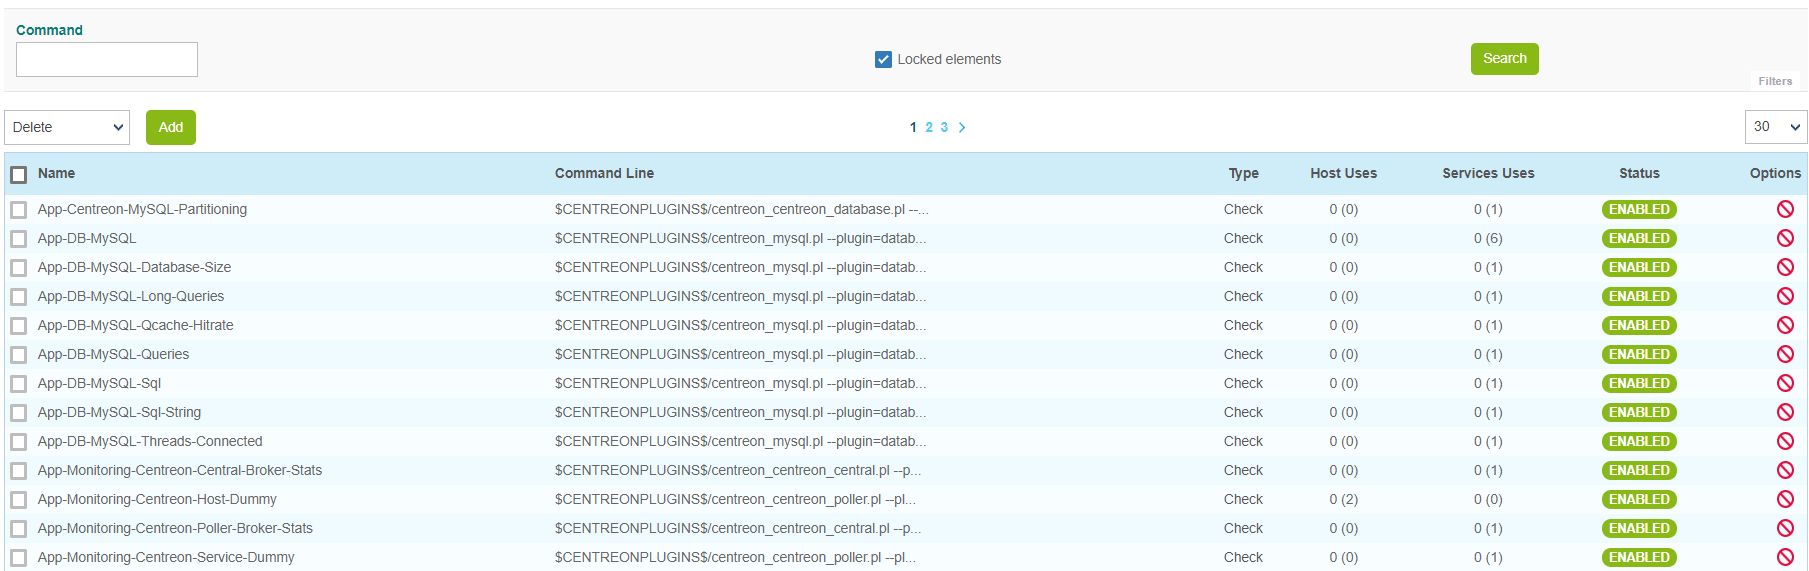 Command
Locked elements
Search
Filters
Delete
Add
1 2 3
30
Name Command Line Type Host Uses Services Uses Status Options
App-Centreon-MySQL-Partitioning $CENTREONPLUGINS$/centreon_centreon_database.pl --... Check 0 (0) 0 (1) ENABLED
App-DB-MySQL $CENTREONPLUGINS$/centreon_mysql.pl --plugin=datab... Check 0 (0) 0 (6) ENABLED
App-DB-MySQL-Database-Size $CENTREONPLUGINS$/centreon_mysql.pl --plugin=datab... Check 0 (0) 0 (1) ENABLED
App-DB-MySQL-Long-Queries $CENTREONPLUGINS$/centreon_mysql.pl --plugin=datab... Check 0 (0) 0 (1) ENABLED
App-DB-MySQL-Qcache-Hitrate $CENTREONPLUGINS$/centreon_mysql.pl --plugin=datab... Check 0 (0) 0 (1) ENABLED
App-DB-MySQL-Queries $CENTREONPLUGINS$/centreon_mysql.pl --plugin=datab... Check 0 (0) 0 (1) ENABLED
App-DB-MySQL-Sql $CENTREONPLUGINS$/centreon_mysql.pl --plugin=datab... Check 0 (0) 0 (1) ENABLED
App-DB-MySQL-Sql-String $CENTREONPLUGINS$/centreon_mysql.pl --plugin=datab... Check 0 (0) 0 (1) ENABLED
App-DB-MySQL-Threads-Connected $CENTREONPLUGINS$/centreon_mysql.pl --plugin=datab... Check 0 (0) 0 (1) ENABLED
App-Monitoring-Centreon-Central-Broker-Stats $CENTREONPLUGINS$/centreon_centreon_central.pl --p... Check 0 (0) 0 (1) ENABLED
App-Monitoring-Centreon-Host-Dummy $CENTREONPLUGINS$/centreon_centreon_poller.pl --pl... Check 0 (2) 0 (0) ENABLED
App-Monitoring-Centreon-Poller-Broker-Stats $CENTREONPLUGINS$/centreon_centreon_central.pl --p... Check 0 (0) 0 (1) ENABLED
App-Monitoring-Centreon-Service-Dummy $CENTREONPLUGINS$/centreon_centreon_poller.pl --pl... Check 0 (0) 0 (1) ENABLED